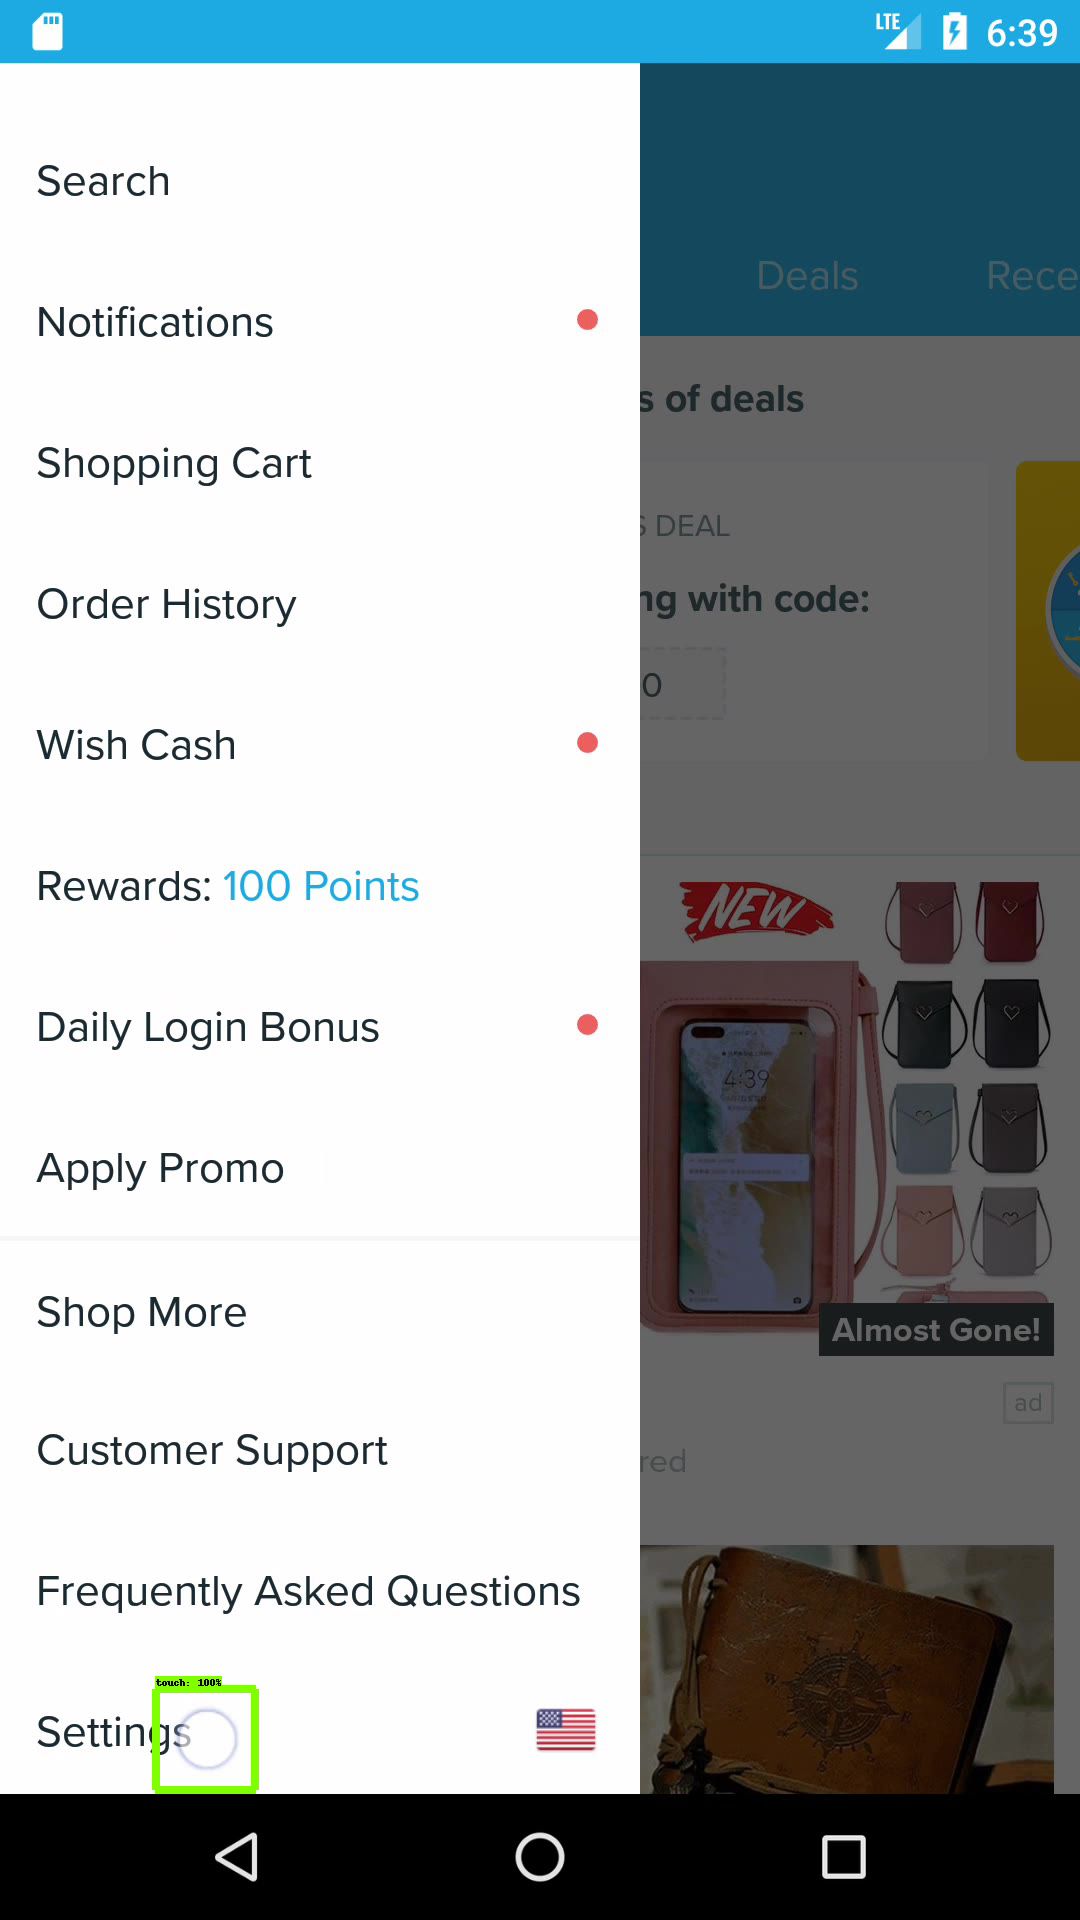 LTE 6:39
Search
Notifications
Shopping Cart
Order History
Wish Cash
Rewards: 100 Points
Daily Login Bonus
Apply Promo
Shop More
Customer Support
Frequently Asked Questions
touch: 100%
Settings
Deals Rece
s of deals
S DEAL
ng with code:
0
NEW
4:39
Almost Gone!
ad
red